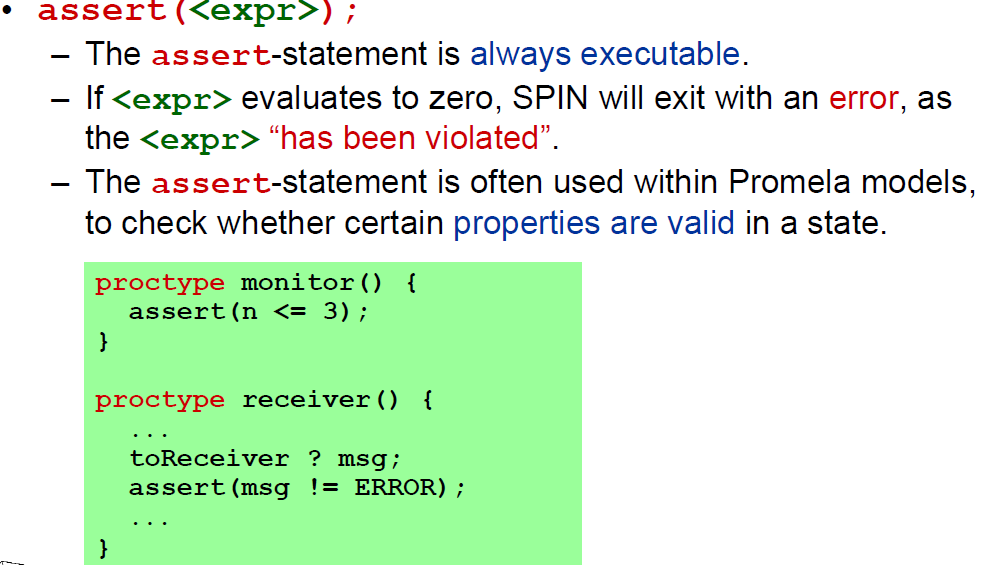 • assert(<expr>);
– The assert-statement is always executable.
– If <expr> evaluates to zero, SPIN will exit with an error, as
the <expr> “has been violated”.
– The assert-statement is often used within Promela models,
to check whether certain properties are valid in a state.
proctype monitor() {
assert(n <= 3);
}
proctype receiver() {
...
toReceiver ? msg;
assert(msg != ERROR);
...
}